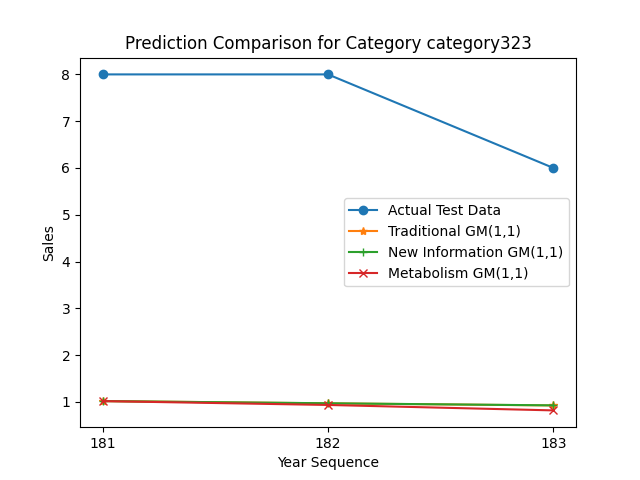 Prediction Comparison for Category category323
8
7
6
5
4
3
2
1
Sales
Actual Test Data
Traditional GM(1,1)
New Information GM(1,1)
Metabolism GM(1,1)
181
182
183
Year Sequence